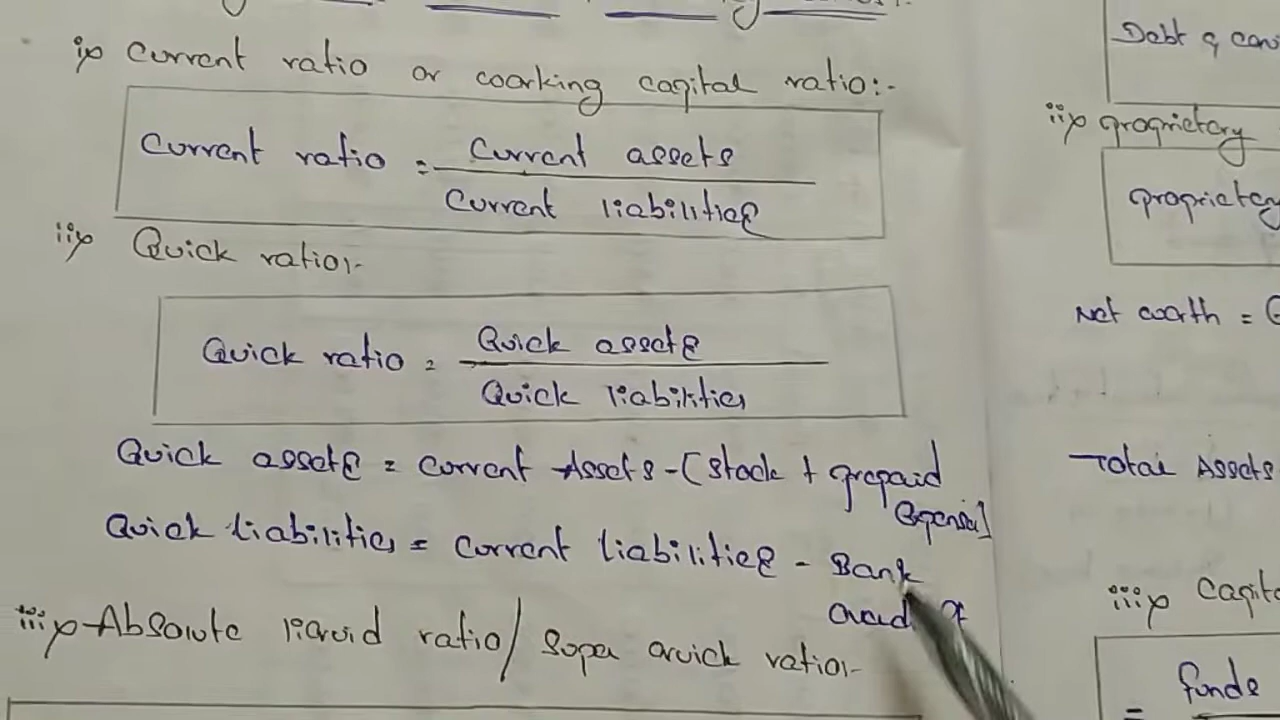 i) Current ratio or working capital ratio:-
Current ratio = Current assets
Current liabilities
ii) Quick ratio:-
Quick ratio = Quick assets
Quick liabilities
Quick assets = Current Assets - [Stock + prepaid
Expenses]
Quick liabilities = Current liabilities - Bank
iii) Absolute liquid ratio / Super quick ratio:-
Debt &
ii) proprietary
proprietary
Net worth =
Total Assets
iii)
= funds